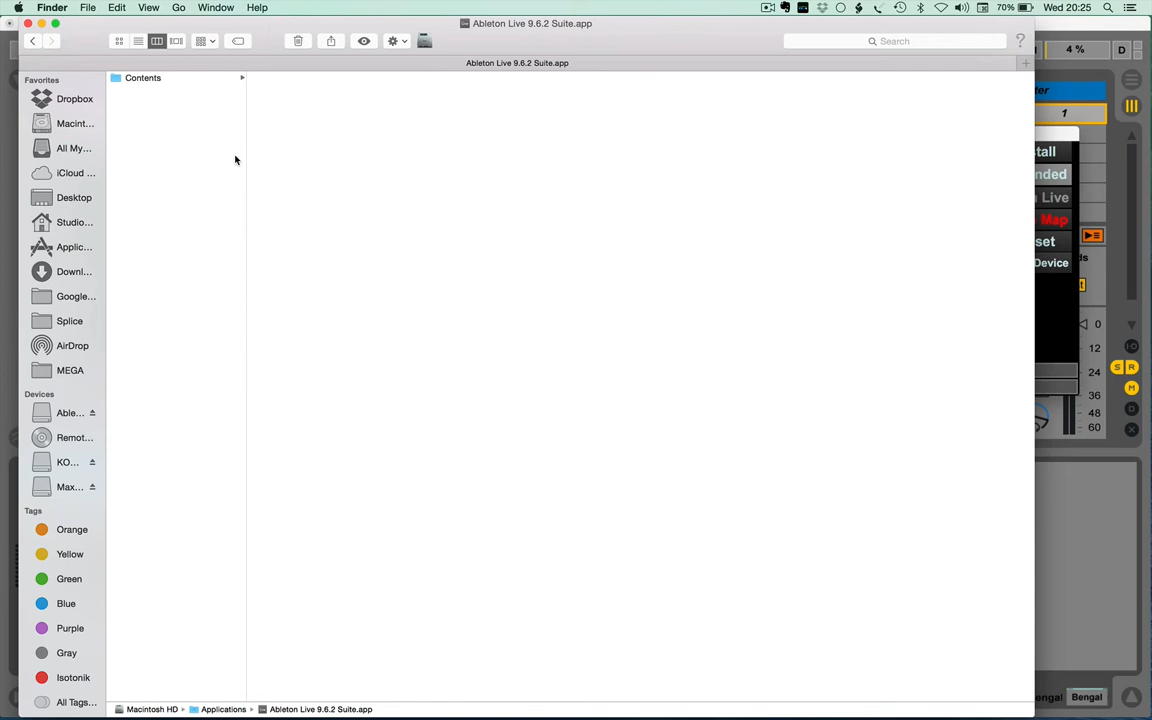 Finder File Edit View Go Window Help
70% Wed 20:25
Ableton Live 9.6.2 Suite.app
Search
Ableton Live 9.6.2 Suite.app
Favorites
Dropbox
Macint...
All My...
iCloud ...
Desktop
Studio...
Applic...
Downl...
Google...
Splice
AirDrop
MEGA
Devices
Able...
Remot...
KO...
Max...
Tags
Orange
Yellow
Green
Blue
Purple
Gray
Isotonik
All Tags...
Contents
Macintosh HD Applications Ableton Live 9.6.2 Suite.app
4 % D
ter
1
tall
nded
Live
Map
set
Device
ds
t
0
12
24
36
48
60
S R
M
D
engal Bengal